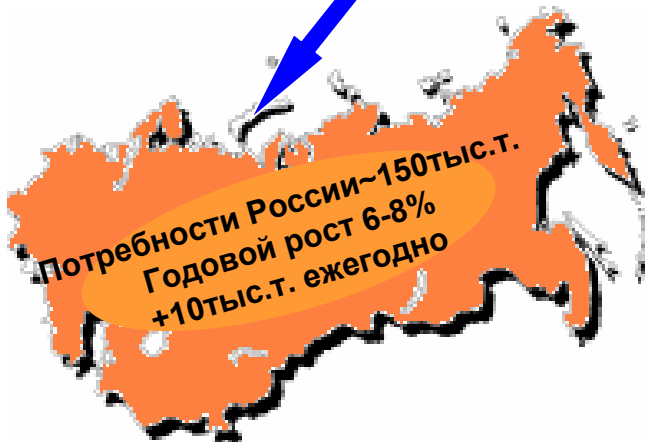 Потребности России~150тыс.т.
Годовой рост 6-8%
+10тыс.т. ежегодно